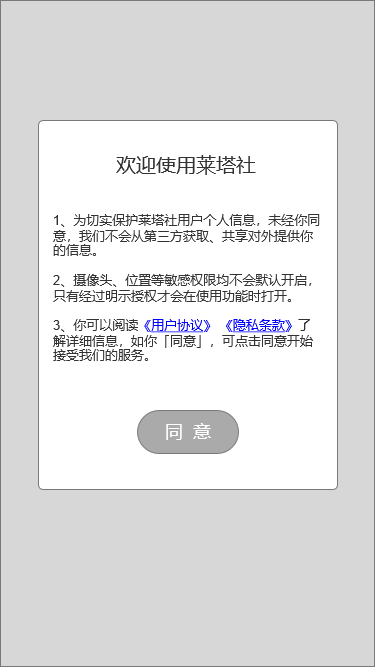 欢迎使用莱塔社
1、为切实保护莱塔社用户个人信息，未经你同
意，我们不会从第三方获取、共享对外提供你
的信息。
2、摄像头、位置等敏感权限均不会默认开启，
只有经过明示授权才会在使用功能时打开。
3、你可以阅读《用户协议》 《隐私条款》了
解详细信息，如你「同意」，可点击同意开始
接受我们的服务。
同 意